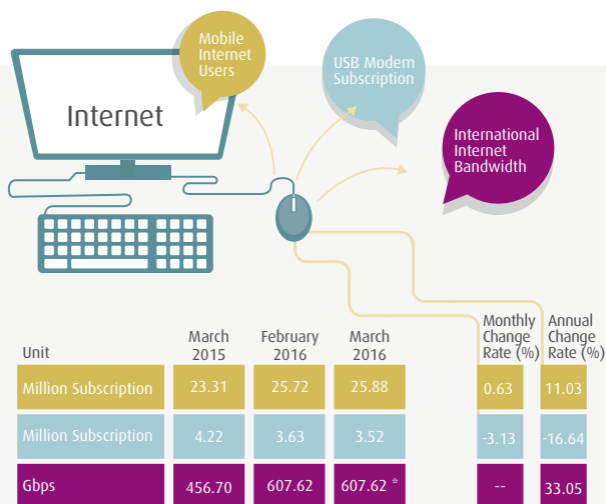 Mobile
Internet
Users
USB Modem
Subscription
Internet
International
Internet
Bandwidth
Unit
March
2015
February
2016
March
2016
Monthly
Change
Rate (%)
Annual
Change
Rate (%)
Million Subscription 23.31 25.72 25.88 0.63 11.03
Million Subscription 4.22 3.63 3.52 -3.13 -16.64
Gbps 456.70 607.62 607.62 * -- 33.05